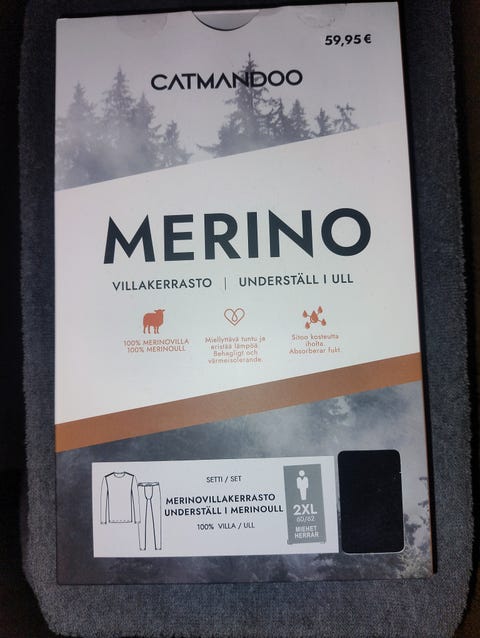 59,95 €
CATMANDOO
MERINO
VILLAKERRASTO | UNDERSTÄLL I ULL
100% MERINOVILLA
100% MERINOULL
Miellyttävä tuntu ja
eristää lämpöä.
Behagligt och
värmeisolerande.
Sitoo kosteutta
iholta.
Absorberar fukt.
SETTI / SET
MERINOVILLAKERRASTO
UNDERSTÄLL I MERINOULL
100% VILLA / ULL
2XL
60/62
MIEHET
HERRAR